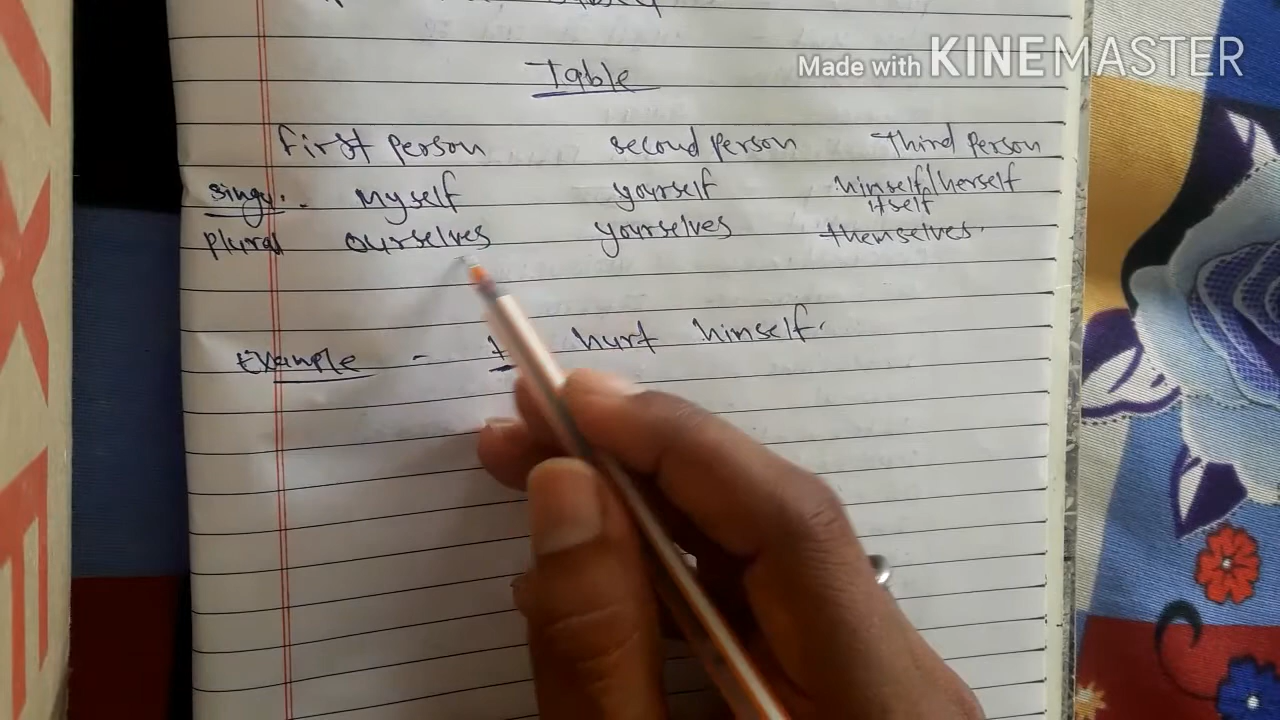 Made with KINEMASTER
Table
First person second person Third person
Singu. - Myself yourself himself/herself
itself
plural ourselves yourselves themselves.
Example - hurt himself.